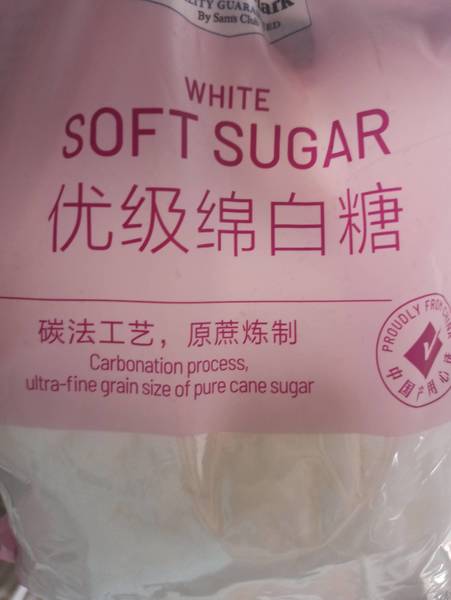 By Sam's Club
WHITE
SOFT SUGAR
优级绵白糖
碳法工艺，原蔗炼制
Carbonation process,
ultra-fine grain size of pure cane sugar
PROUDLY FROM CHINA
中国产用心选